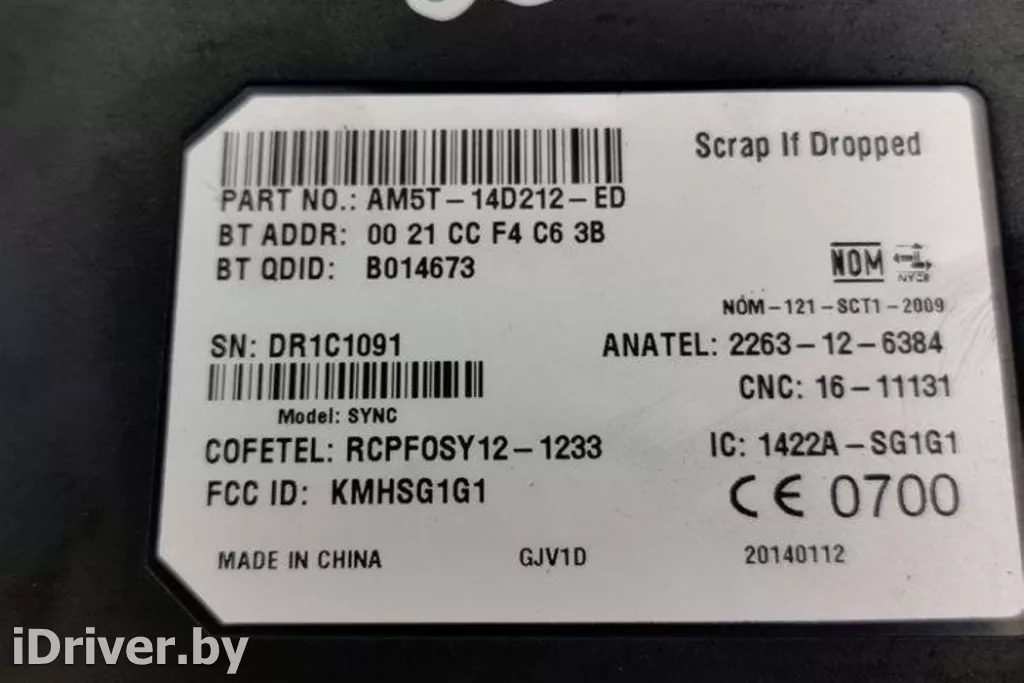 Scrap If Dropped
PART NO.: AM5T-14D212-ED
BT ADDR: 00 21 CC F4 C6 3B
BT QDID: B014673
NOM
NYCE
NOM-121-SCT1-2009
SN: DR1C1091
ANATEL: 2263-12-6384
CNC: 16-11131
Model: SYNC
COFETEL: RCPFOSY12-1233
IC: 1422A-SG1G1
FCC ID: KMHSG1G1
CE 0700
MADE IN CHINA GJV1D 20140112
iDriver.by